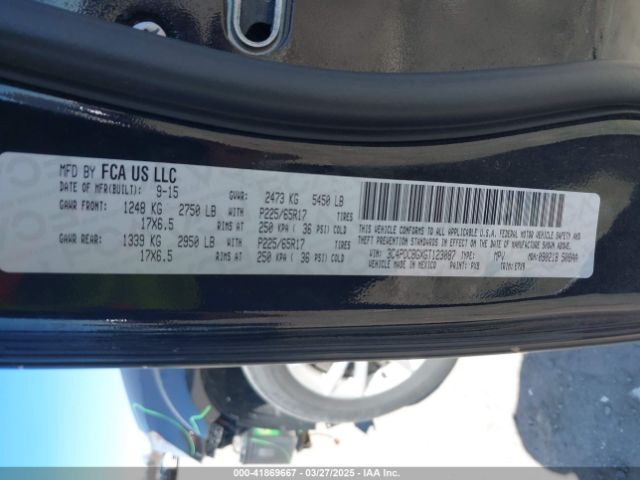 MFD BY FCA US LLC
DATE OF MFR(BUILT): 9-15 GVWR: 2473 KG 5450 LB
GAWR FRONT: 1248 KG 2750 LB WITH P225/65R17 TIRES
17X6.5 RIMS AT 250 KPA ( 36 PSI) COLD
GAWR REAR: 1339 KG 2950 LB WITH P225/65R17 TIRES
17X6.5 RIMS AT 250 KPA ( 36 PSI) COLD
THIS VEHICLE CONFORMS TO ALL APPLICABLE U.S.A. FEDERAL MOTOR VEHICLE SAFETY AND
THEFT PREVENTION STANDARDS IN EFFECT ON THE DATE OF MANUFACTURE SHOWN ABOVE.
VIN: 3C4PDCBGXGT123087 TYPE: MPV
VEHICLE MADE IN MEXICO PAINT: PX8
000-41869667 - 03/27/2025 - IAA Inc.